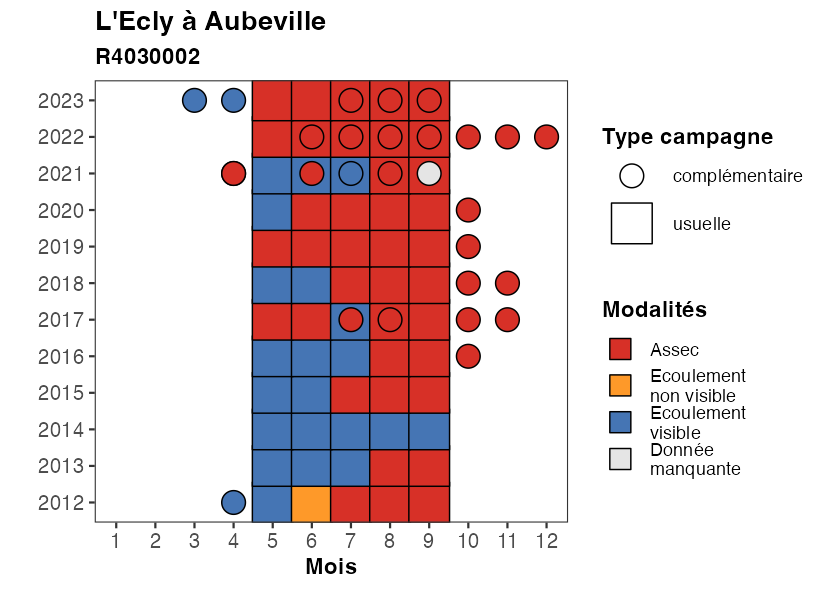 L'Ecly à Aubeville
R4030002
2023
2022
2021
2020
2019
2018
2017
2016
2015
2014
2013
2012
1 2 3 4 5 6 7 8 9 10 11 12
Mois
Type campagne
complémentaire
usuelle
Modalités
Assec
Ecoulement
non visible
Ecoulement
visible
Donnée
manquante